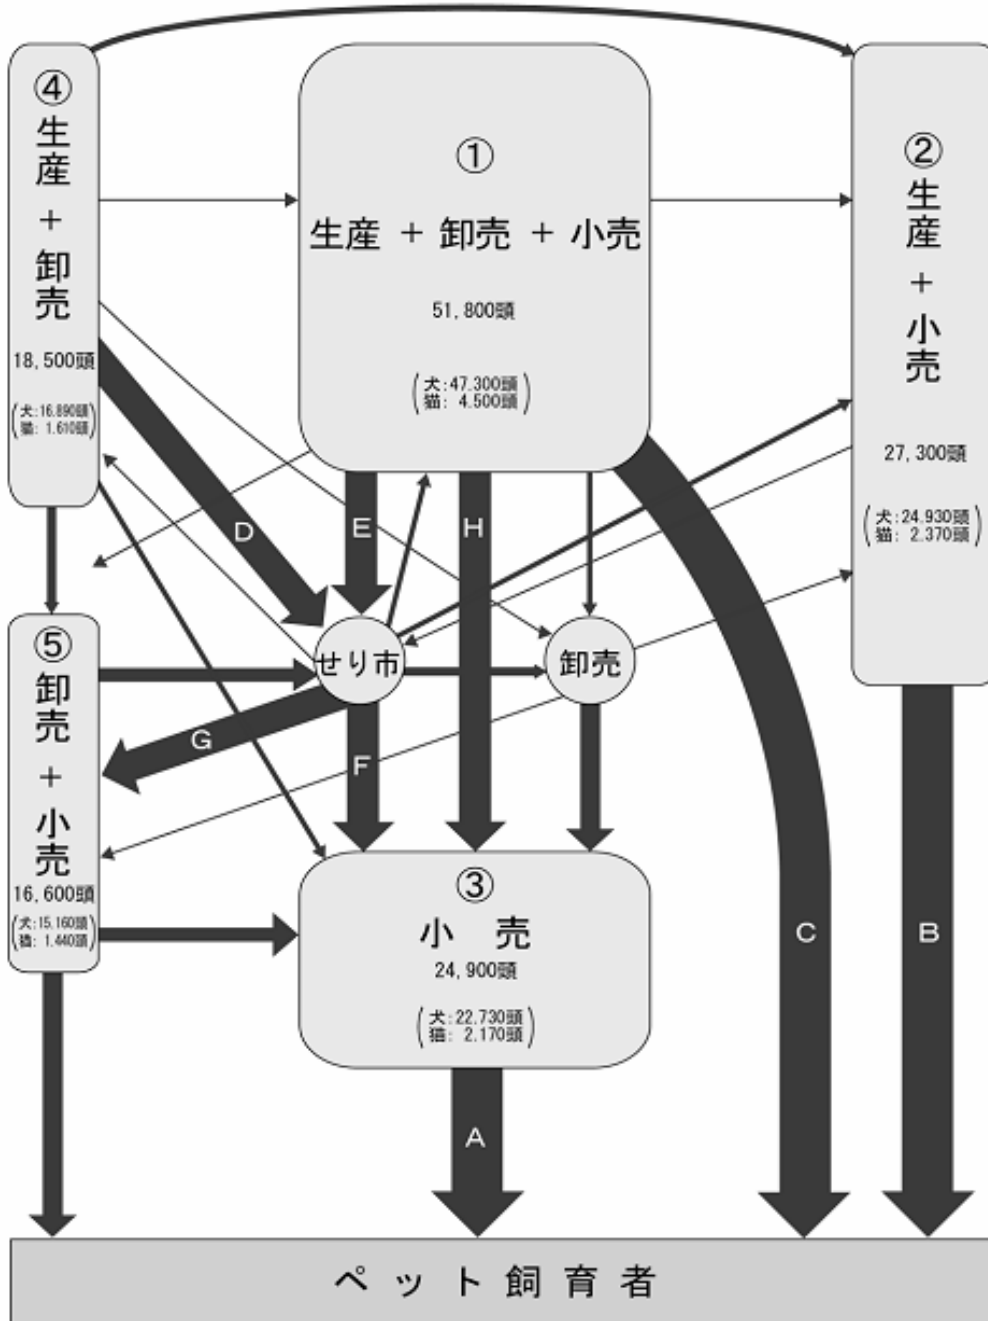 ④
生産＋卸売
18,500頭
(犬:16.890頭
猫: 1.610頭)
①
生産 ＋ 卸売 ＋ 小売
51,800頭
(犬:47.300頭
猫: 4.500頭)
②
生産＋小売
27,300頭
(犬:24.930頭
猫: 2.370頭)
D
E
H
せり市
卸売
G
F
⑤
卸売＋小売
16,600頭
(犬:15.160頭
猫: 1.440頭)
③
小 売
24,900頭
(犬:22.730頭
猫: 2.170頭)
C
B
A
ペット飼育者